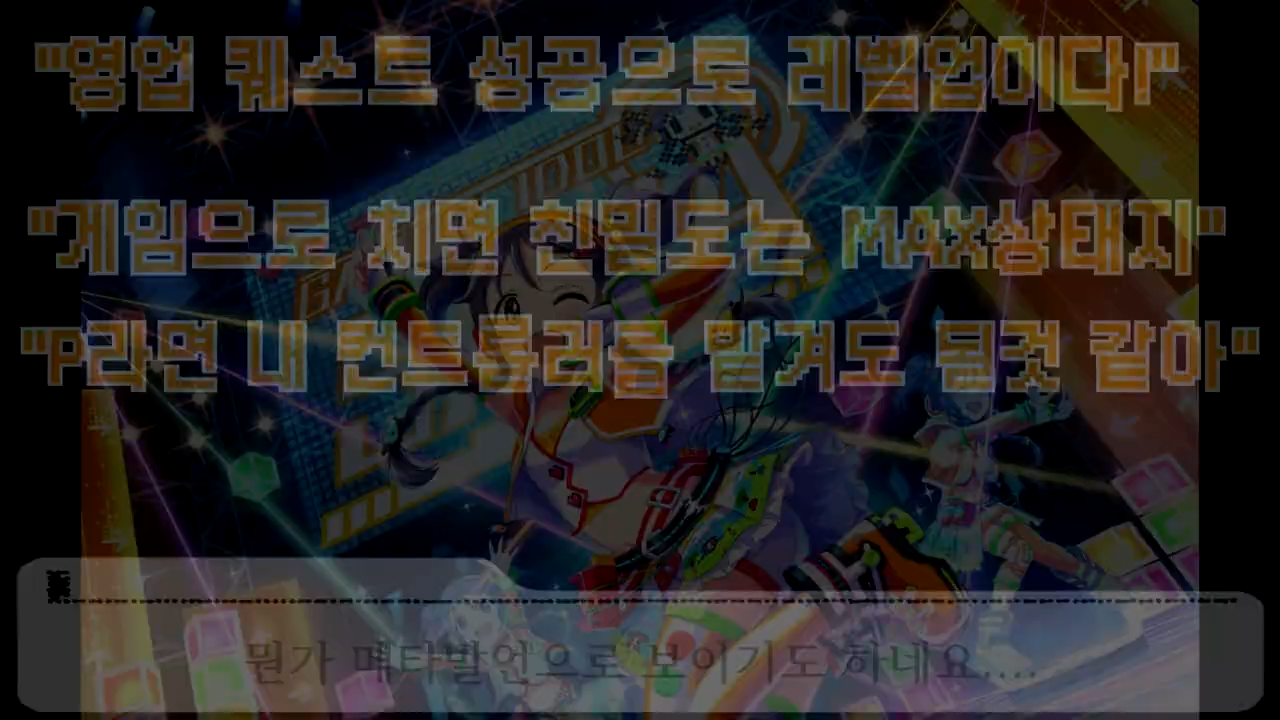 "영업 퀘스트 성공으로 레벨업이다!"
"게임으로 치면 친밀도는 MAX상태지"
"P라면 내 컨트롤러를 맡겨도 될것 같아"
뭔가 메타발언으로 보이기도 하네요....